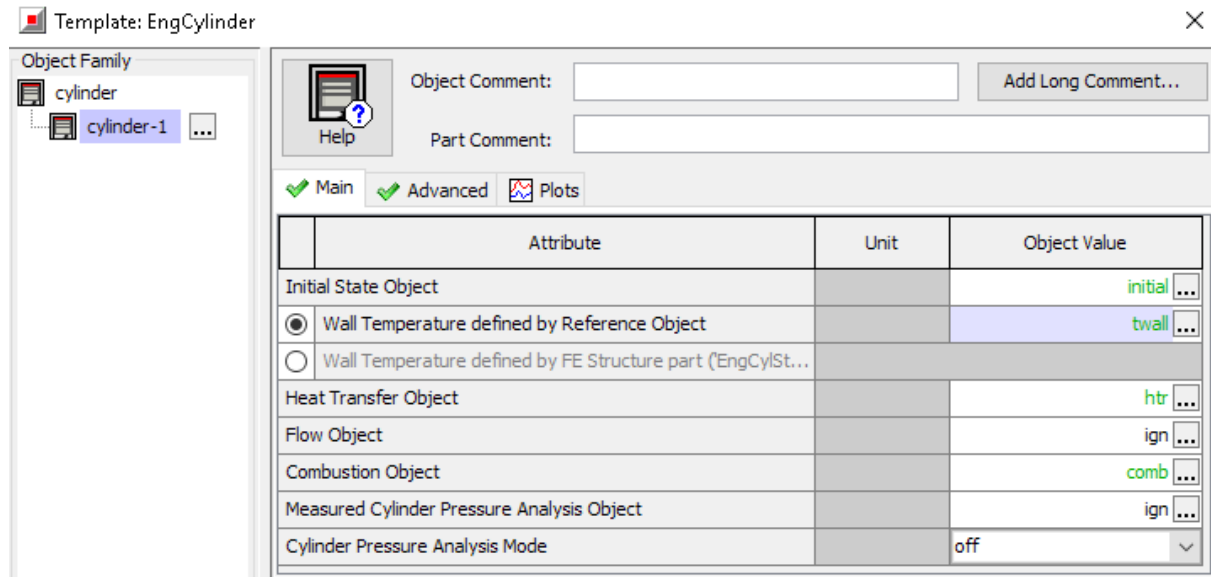 Template: EngCylinder
Object Family
cylinder
cylinder-1 ...
Help
Object Comment:
Add Long Comment...
Part Comment:
Main Advanced Plots
Attribute Unit Object Value
Initial State Object initial ...
Wall Temperature defined by Reference Object twall ...
Wall Temperature defined by FE Structure part ('EngCylSt...
Heat Transfer Object htr ...
Flow Object ign ...
Combustion Object comb ...
Measured Cylinder Pressure Analysis Object ign ...
Cylinder Pressure Analysis Mode off